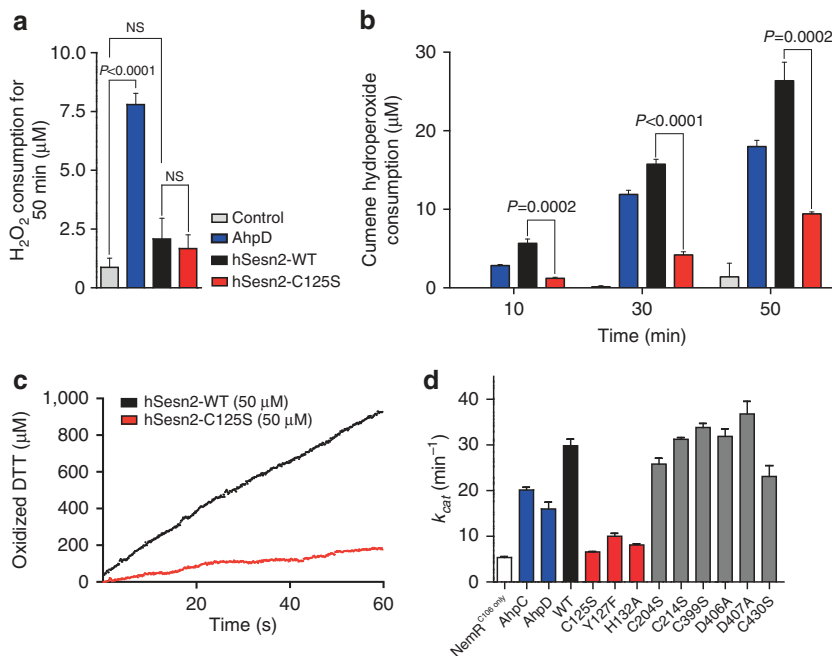 a
H₂O₂ consumption for
50 min (μM)
10.0
7.5
5.0
2.5
0
NS
P<0.0001
NS
Control
AhpD
hSesn2-WT
hSesn2-C125S
b
Cumene hydroperoxide
consumption (μM)
30
20
10
0
P=0.0002
P<0.0001
P=0.0002
10
30
50
Time (min)
c
Oxidized DTT (μM)
1,000
800
600
400
200
0
hSesn2-WT (50 μM)
hSesn2-C125S (50 μM)
20
40
60
Time (s)
d
kcat (min⁻¹)
40
30
20
10
0
NemR^C106 only
AhpC
AhpD
WT
C125S
Y127F
H132A
C204S
C214S
C399S
D406A
D407A
C430S